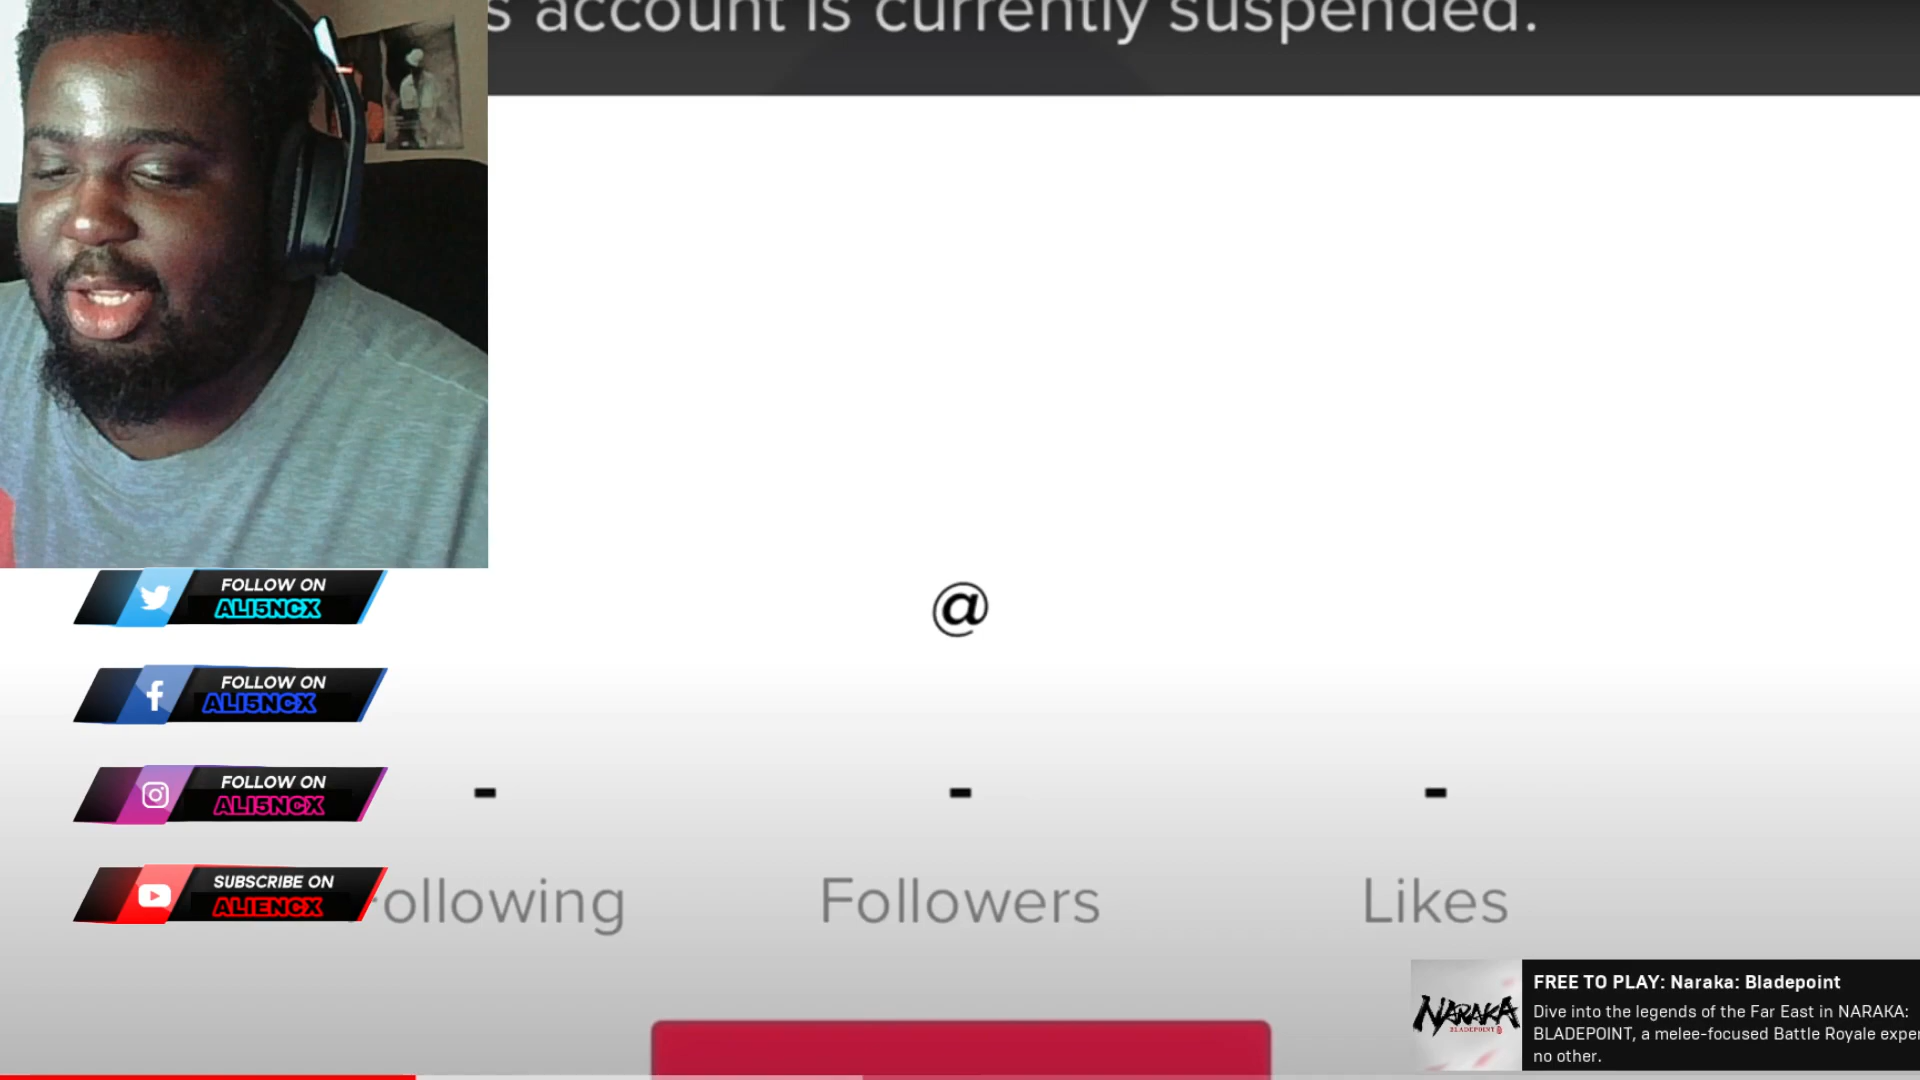 s account is currently suspended.
FOLLOW ON
ALI5NCX
@
FOLLOW ON
ALI5NCX
FOLLOW ON
ALI5NCX
- - -
SUBSCRIBE ON
ALIENCX
ollowing Followers Likes
FREE TO PLAY: Naraka: Bladepoint
NARAKA
BLADEPOINT
Dive into the legends of the Far East in NARAKA:
BLADEPOINT, a melee-focused Battle Royale expe
no other.